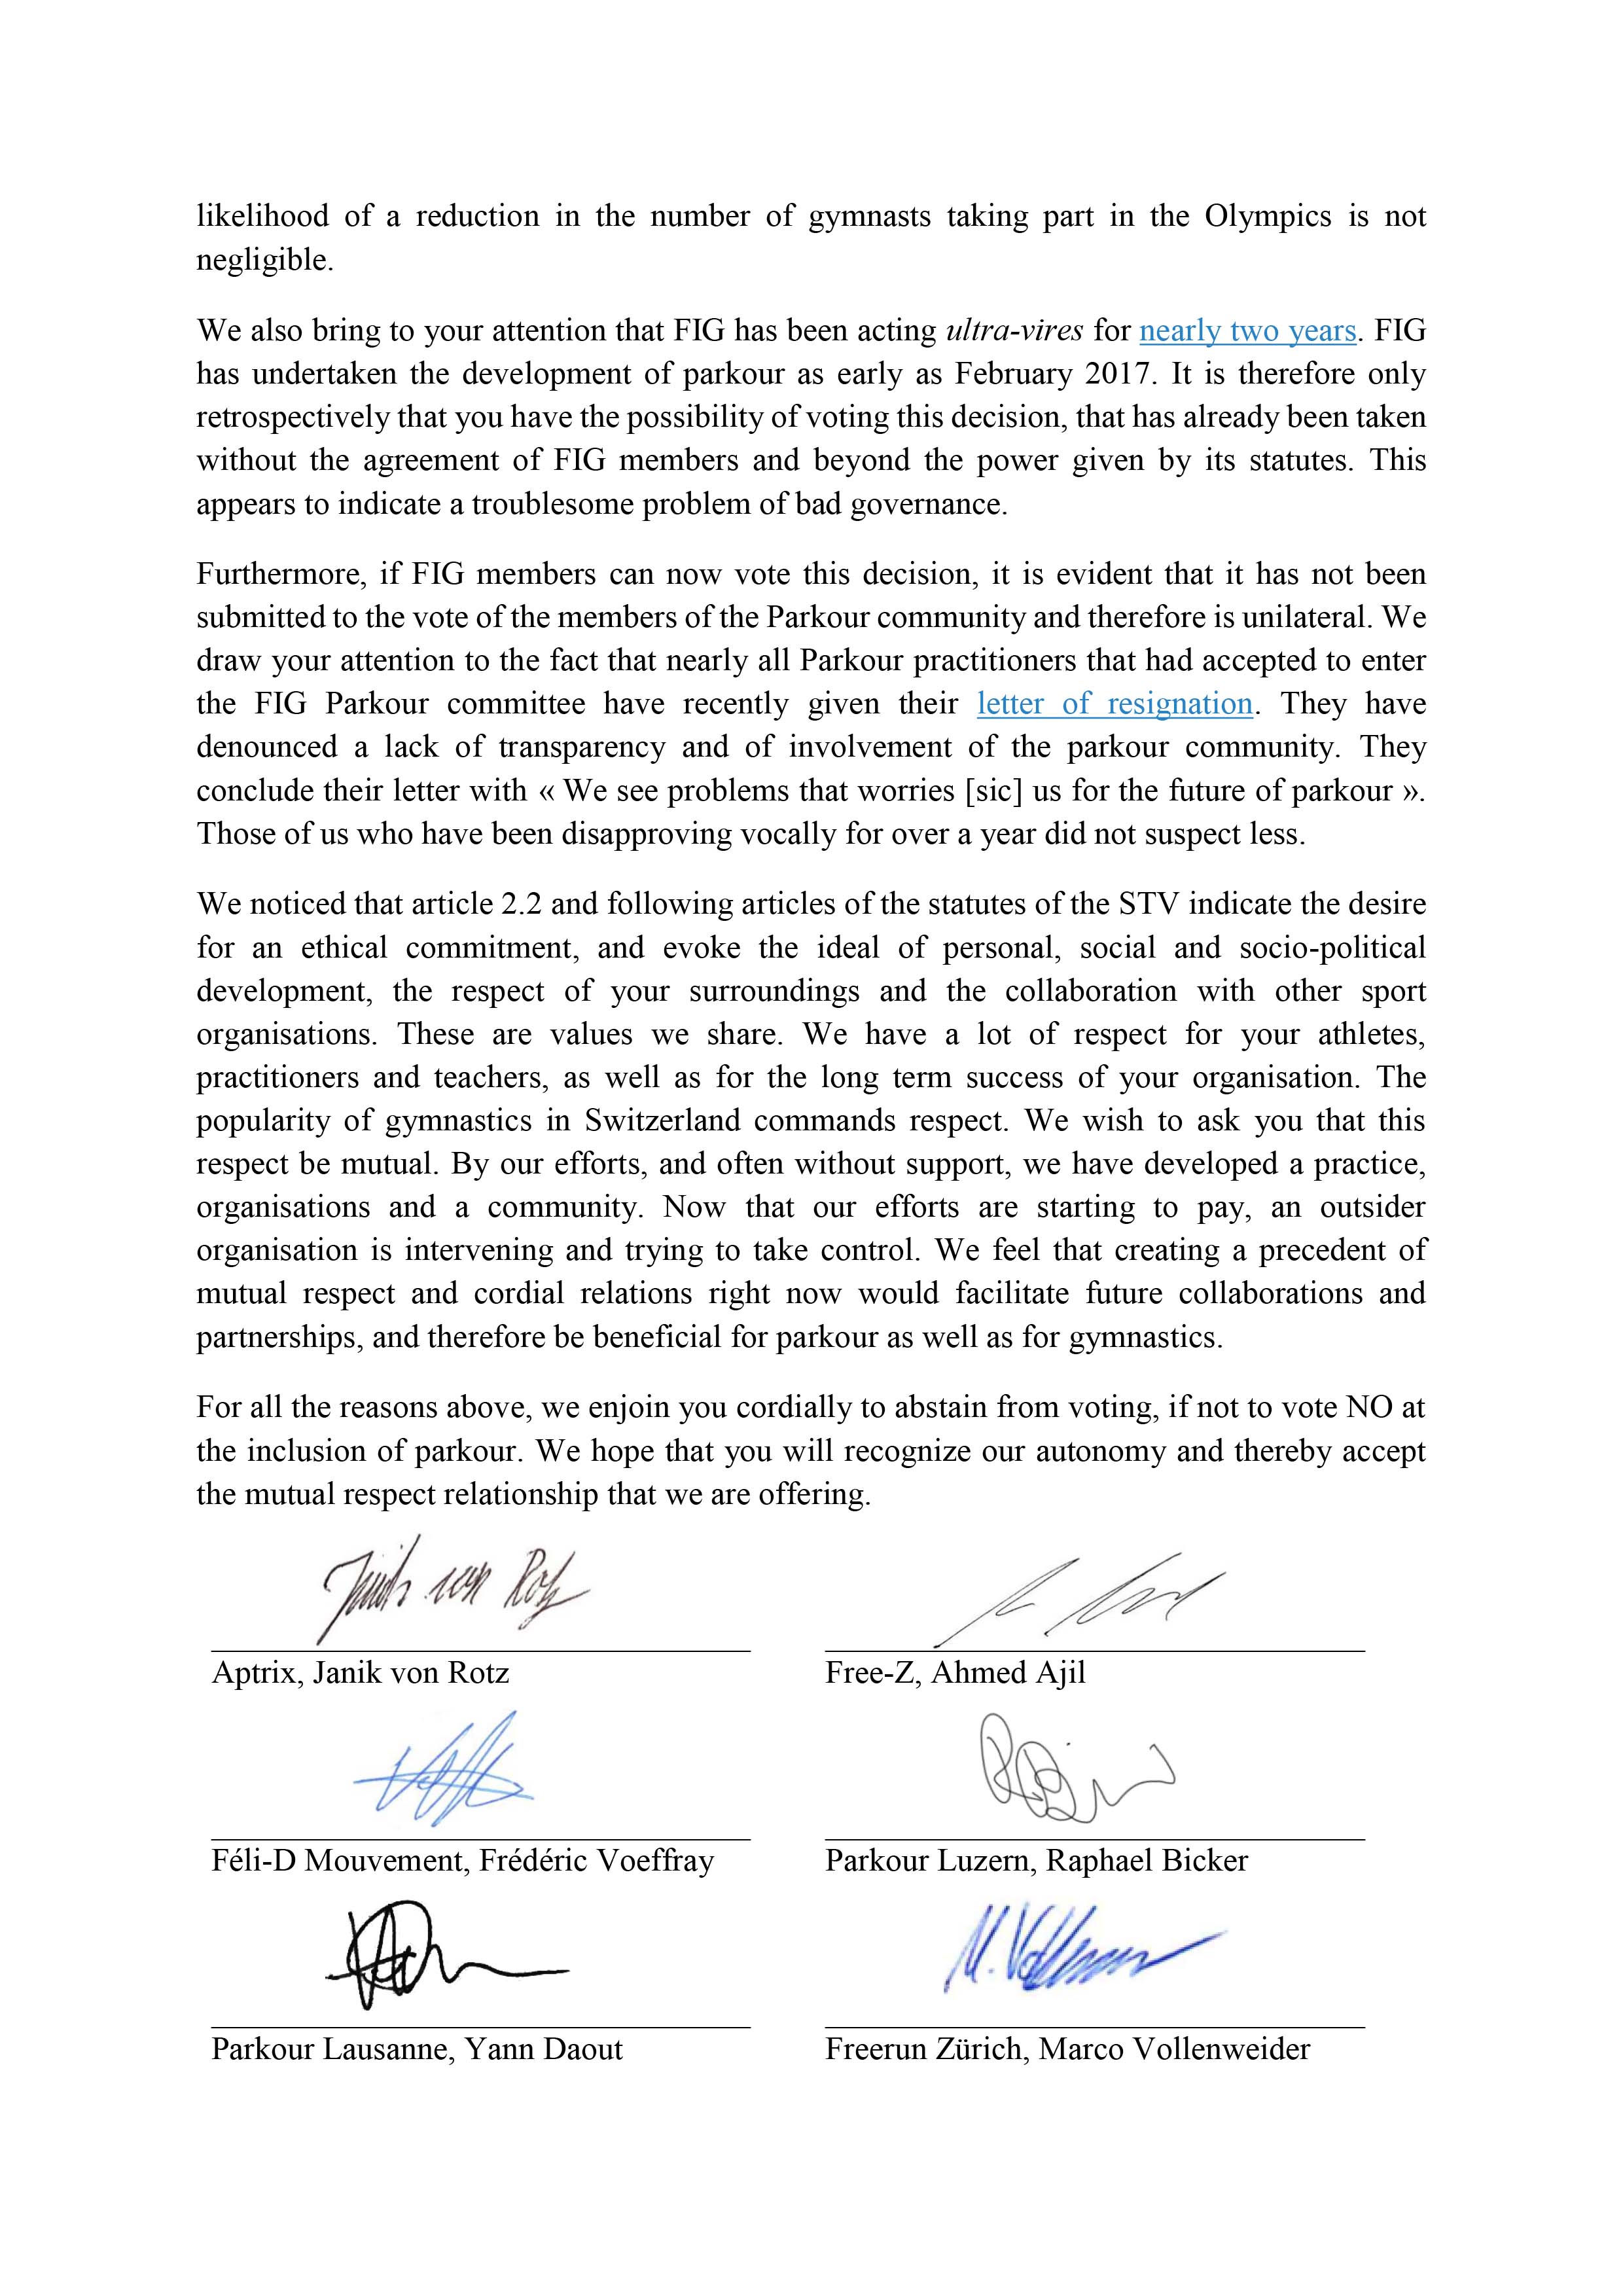 likelihood of a reduction in the number of gymnasts taking part in the Olympics is not
negligible.
We also bring to your attention that FIG has been acting ultra-vires for nearly two years. FIG
has undertaken the development of parkour as early as February 2017. It is therefore only
retrospectively that you have the possibility of voting this decision, that has already been taken
without the agreement of FIG members and beyond the power given by its statutes. This
appears to indicate a troublesome problem of bad governance.
Furthermore, if FIG members can now vote this decision, it is evident that it has not been
submitted to the vote of the members of the Parkour community and therefore is unilateral. We
draw your attention to the fact that nearly all Parkour practitioners that had accepted to enter
the FIG Parkour committee have recently given their letter of resignation. They have
denounced a lack of transparency and of involvement of the parkour community. They
conclude their letter with « We see problems that worries [sic] us for the future of parkour ».
Those of us who have been disapproving vocally for over a year did not suspect less.
We noticed that article 2.2 and following articles of the statutes of the STV indicate the desire
for an ethical commitment, and evoke the ideal of personal, social and socio-political
development, the respect of your surroundings and the collaboration with other sport
organisations. These are values we share. We have a lot of respect for your athletes,
practitioners and teachers, as well as for the long term success of your organisation. The
popularity of gymnastics in Switzerland commands respect. We wish to ask you that this
respect be mutual. By our efforts, and often without support, we have developed a practice,
organisations and a community. Now that our efforts are starting to pay, an outsider
organisation is intervening and trying to take control. We feel that creating a precedent of
mutual respect and cordial relations right now would facilitate future collaborations and
partnerships, and therefore be beneficial for parkour as well as for gymnastics.
For all the reasons above, we enjoin you cordially to abstain from voting, if not to vote NO at
the inclusion of parkour. We hope that you will recognize our autonomy and thereby accept
the mutual respect relationship that we are offering.
Janik von Rotz
Aptrix, Janik von Rotz
Free-Z, Ahmed Ajil
Féli-D Mouvement, Frédéric Voeffray
Parkour Luzern, Raphael Bicker
Parkour Lausanne, Yann Daout
Freerun Zürich, Marco Vollenweider